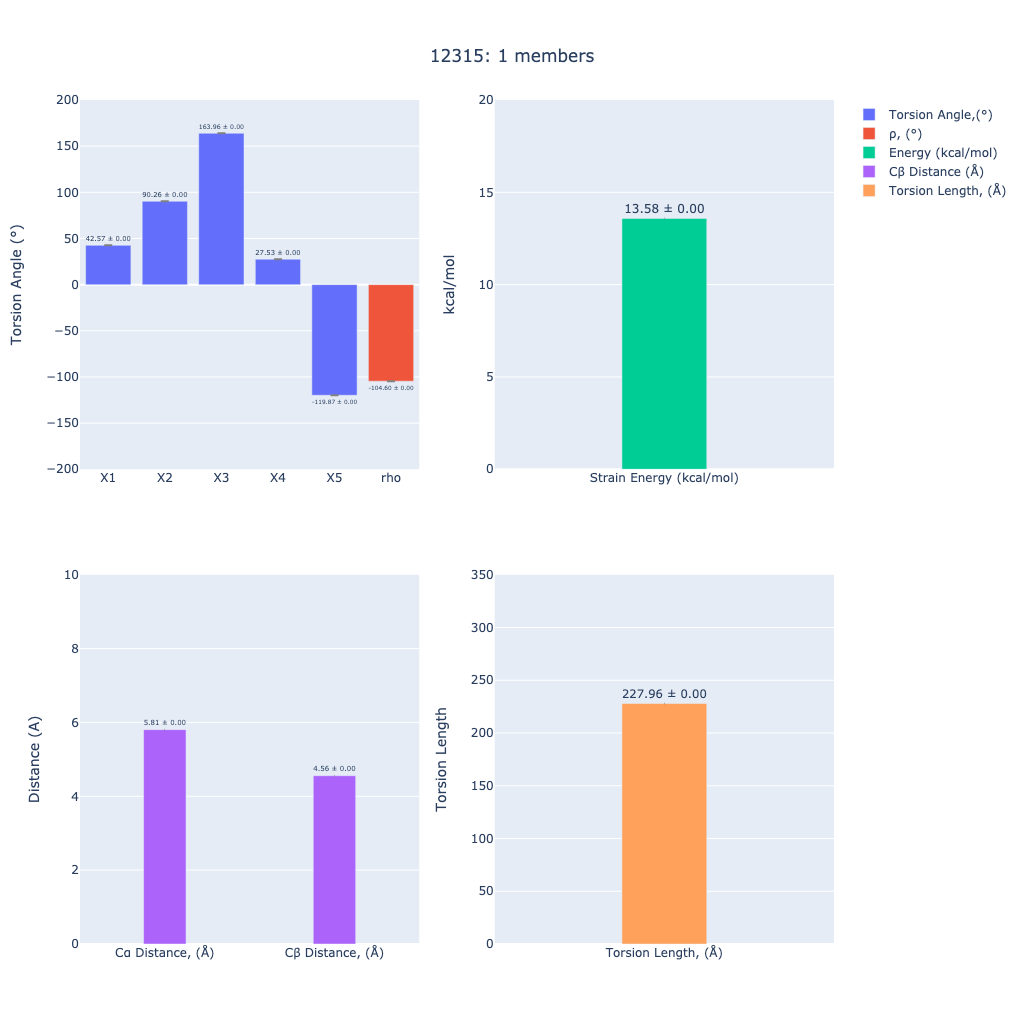 12315: 1 members
200
150
100
50
0
−50
−100
−150
−200
Torsion Angle (°)
42.57 ± 0.00
90.26 ± 0.00
163.96 ± 0.00
27.53 ± 0.00
-119.87 ± 0.00
-104.60 ± 0.00
X1 X2 X3 X4 X5 rho
20
15
10
5
0
kcal/mol
13.58 ± 0.00
Strain Energy (kcal/mol)
Torsion Angle,(°)
ρ, (°)
Energy (kcal/mol)
Cβ Distance (Å)
Torsion Length, (Å)
10
8
6
4
2
0
Distance (A)
5.81 ± 0.00
4.56 ± 0.00
Cα Distance, (Å) Cβ Distance, (Å)
350
300
250
200
150
100
50
0
Torsion Length
227.96 ± 0.00
Torsion Length, (Å)